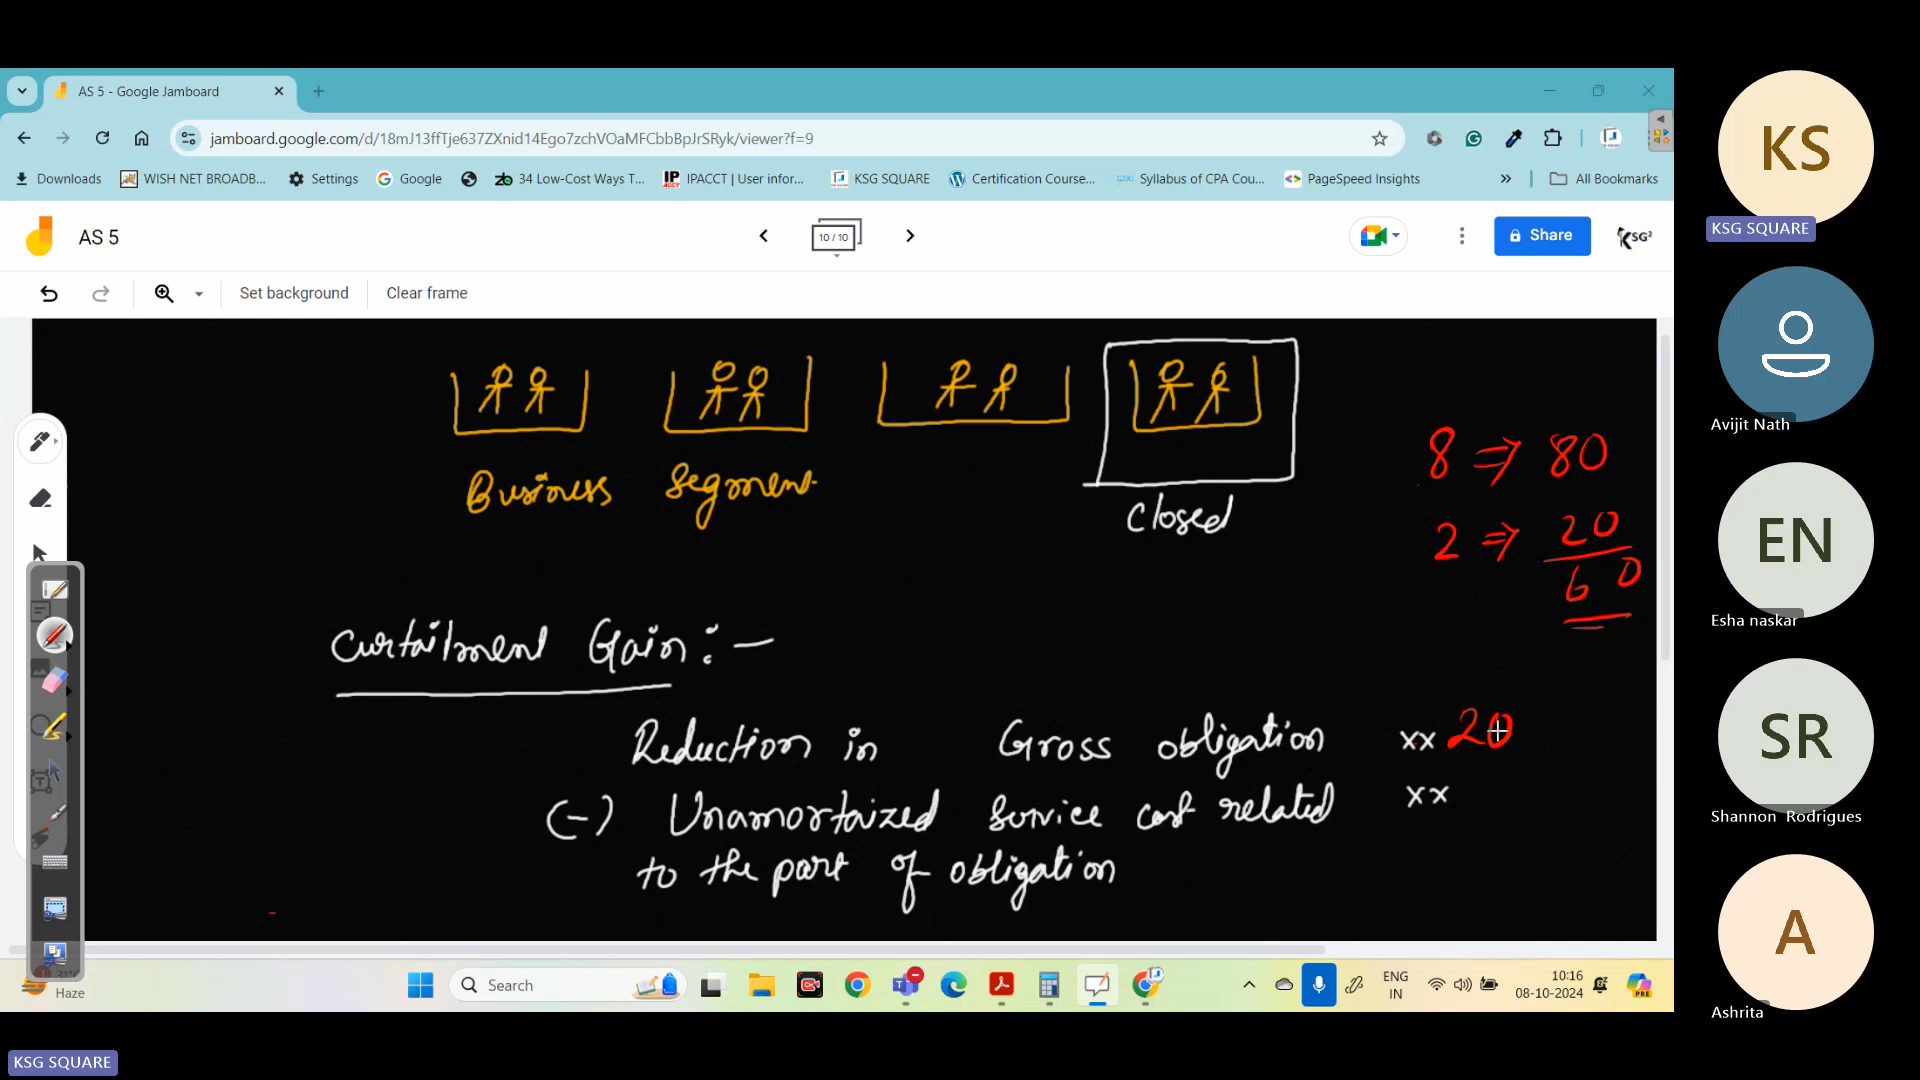 AS 5 - Google Jamboard
jamboard.google.com/d/18mJ13ffTje637ZXnid14Ego7zchVOaMFCbbBpJrSRyk/viewer?f=9
Downloads WISH NET BROADB... Settings Google 34 Low-Cost Ways T... IPACCT | User infor... KSG SQUARE Certification Course... Syllabus of CPA Cou... PageSpeed Insights » All Bookmarks
AS 5
10 / 10
Share
KSG²
Set background Clear frame
Business Segment
Closed
8 ⇒ 80
2 ⇒ 20
60
Curtailment Gain :-
Reduction in Gross obligation xx 20
(-) Unamortaized Service cost related xx
to the part of obligation
Haze
Search
ENG
IN
10:16
08-10-2024
KS
KSG SQUARE
Avijit Nath
EN
Esha naskar
SR
Shannon Rodrigues
A
Ashrita
KSG SQUARE